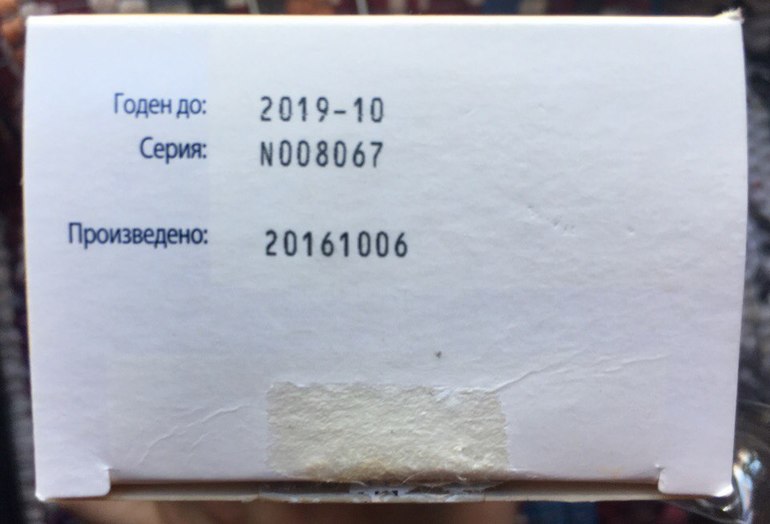 Годен до: 2019-10
Серия: N008067
Произведено: 20161006